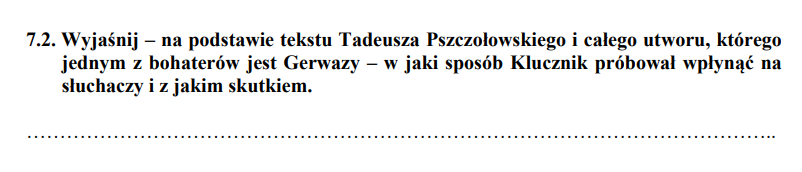 7.2. Wyjaśnij – na podstawie tekstu Tadeusza Pszczołowskiego i całego utworu, którego
jednym z bohaterów jest Gerwazy – w jaki sposób Klucznik próbował wpłynąć na
słuchaczy i z jakim skutkiem.
……………………………………………………………………………………………………..